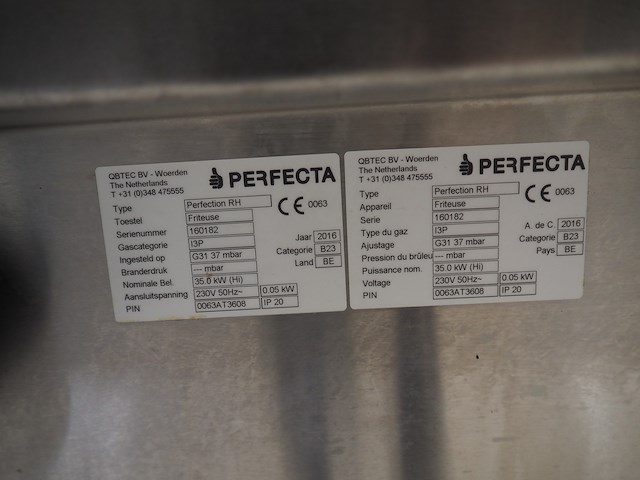 QBTEC BV - Woerden
The Netherlands
T +31 (0)348 475555
PERFECTA
CE 0063
Type Perfection RH
Toestel Friteuse
Serienummer 160182
Gascategorie I3P
Ingesteld op G31 37 mbar
Branderdruk --- mbar
Nominale Bel. 35.0 kW (Hi)
Aansluitspanning 230V 50Hz~ 0.05 kW
PIN 0063AT3608 IP 20
Jaar 2016
Categorie B23
Land BE
QBTEC BV - Woerden
The Netherlands
T +31 (0)348 475555
PERFECTA
CE 0063
Type Perfection RH
Appareil Friteuse
Serie 160182
Type du gaz I3P
Ajustage G31 37 mbar
Pression du brûleu --- mbar
Puissance nom. 35.0 kW (Hi)
Voltage 230V 50Hz~ 0.05 kW
PIN 0063AT3608 IP 20
A. de C. 2016
Categorie B23
Pays BE